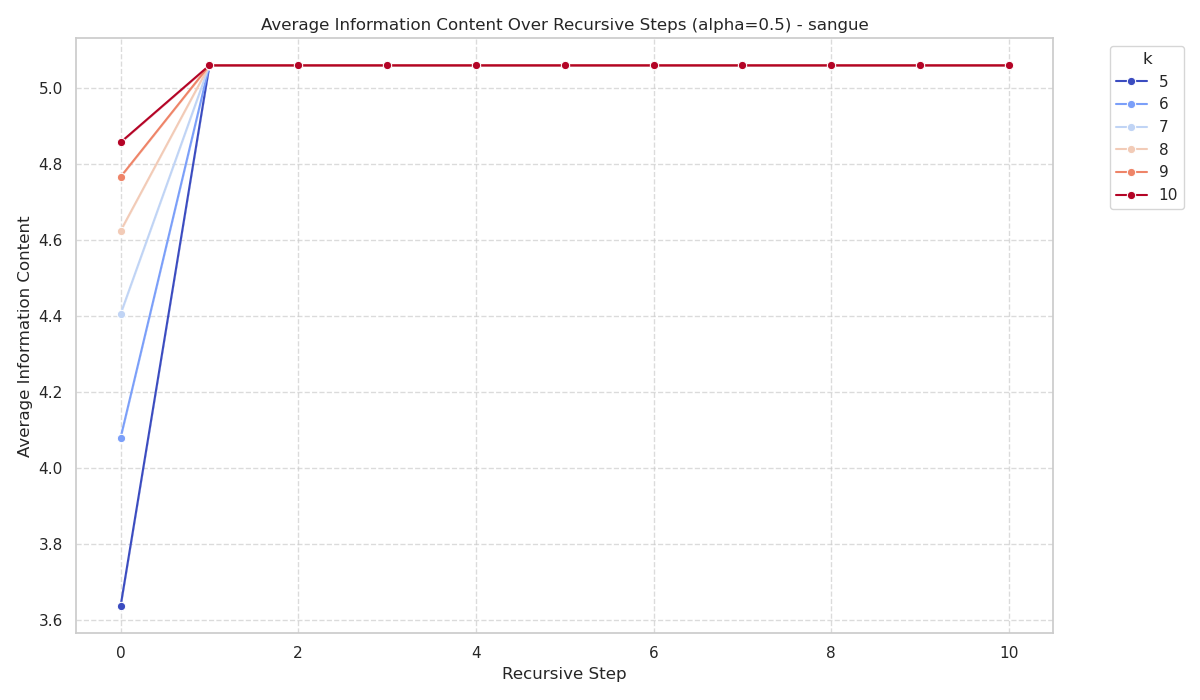 Average Information Content Over Recursive Steps (alpha=0.5) - sangue
Average Information Content
5.0
4.8
4.6
4.4
4.2
4.0
3.8
3.6
0 2 4 6 8 10
Recursive Step
k
5
6
7
8
9
10